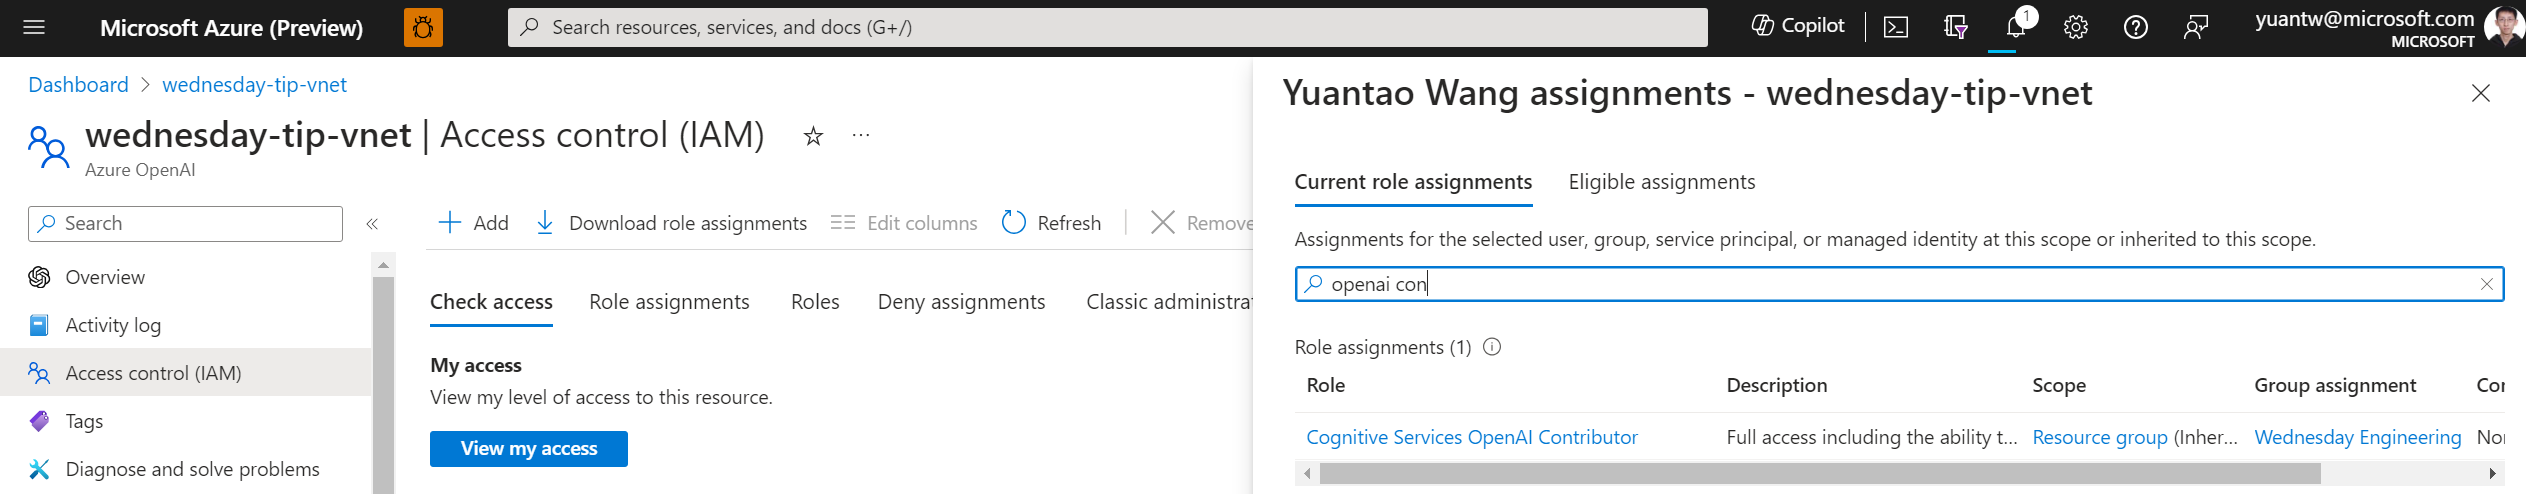 Microsoft Azure (Preview)
Search resources, services, and docs (G+/)
Copilot
1
yuantw@microsoft.com
MICROSOFT
Dashboard > wednesday-tip-vnet
wednesday-tip-vnet | Access control (IAM)
Azure OpenAI
Search
Overview
Activity log
Access control (IAM)
Tags
Diagnose and solve problems
Add
Download role assignments
Edit columns
Refresh
Remove
Check access
Role assignments
Roles
Deny assignments
Classic administrat
My access
View my level of access to this resource.
View my access
Yuantao Wang assignments - wednesday-tip-vnet
Current role assignments
Eligible assignments
Assignments for the selected user, group, service principal, or managed identity at this scope or inherited to this scope.
openai con
Role assignments (1)
Role Description Scope Group assignment Con
Cognitive Services OpenAI Contributor Full access including the ability t... Resource group (Inher... Wednesday Engineering Non